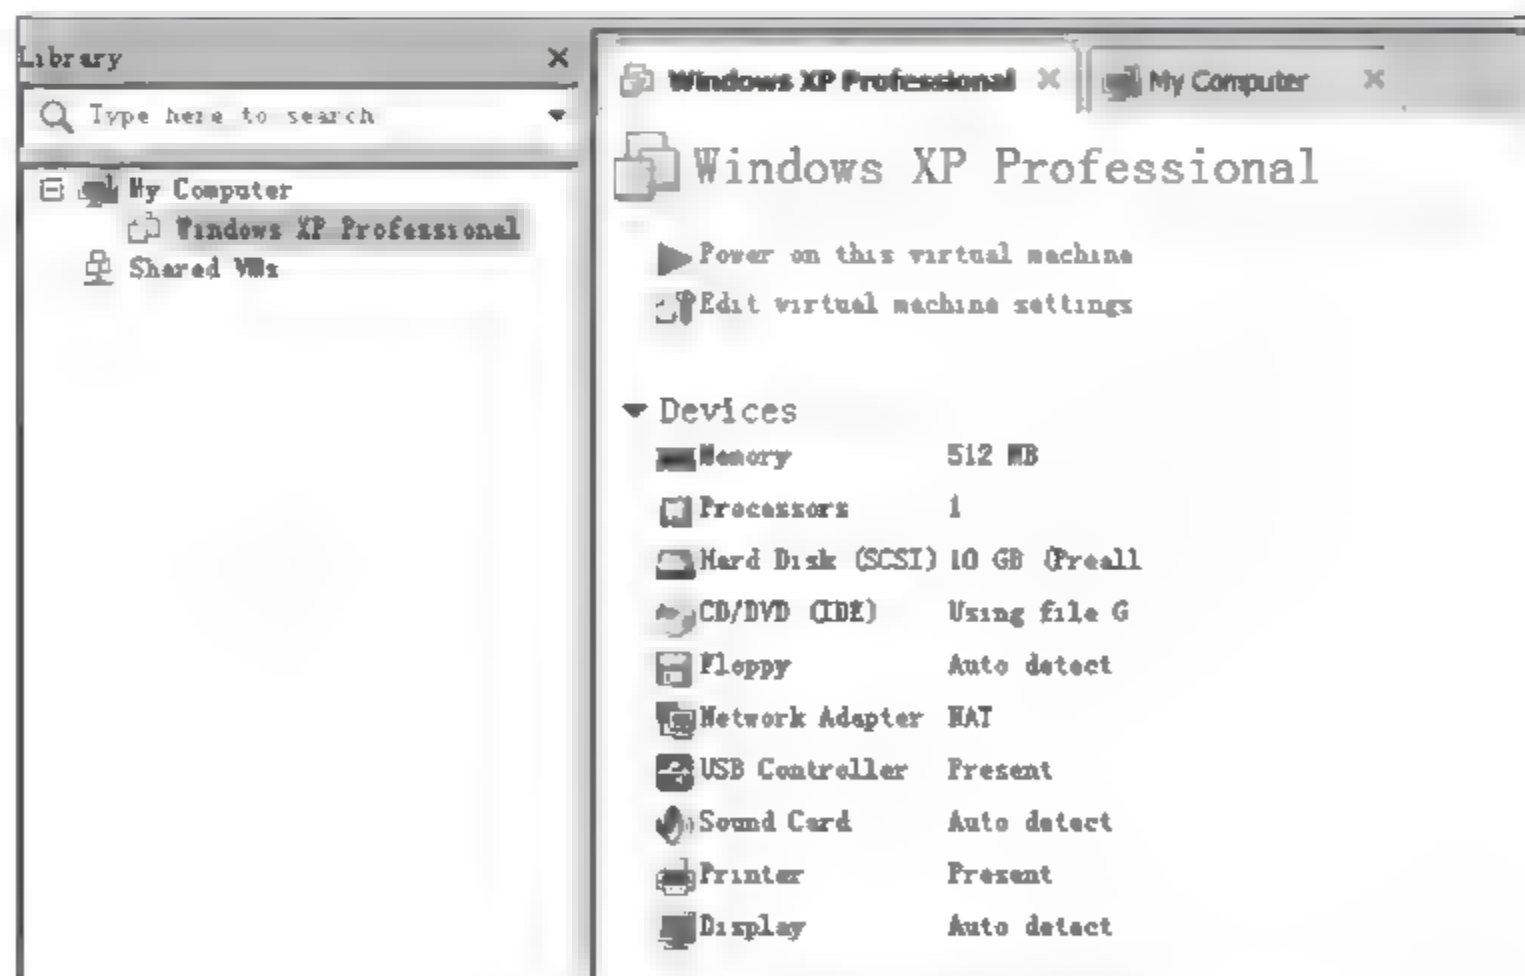 Library
Type here to search
My Computer
Windows XP Professional
Shared VMs
Windows XP Professional
My Computer
Windows XP Professional
Power on this virtual machine
Edit virtual machine settings
Devices
Memory 512 MB
Processors 1
Hard Disk (SCSI) 10 GB (Preall
CD/DVD (IDE) Using file G
Floppy Auto detect
Network Adapter NAT
USB Controller Present
Sound Card Auto detect
Printer Present
Display Auto detect